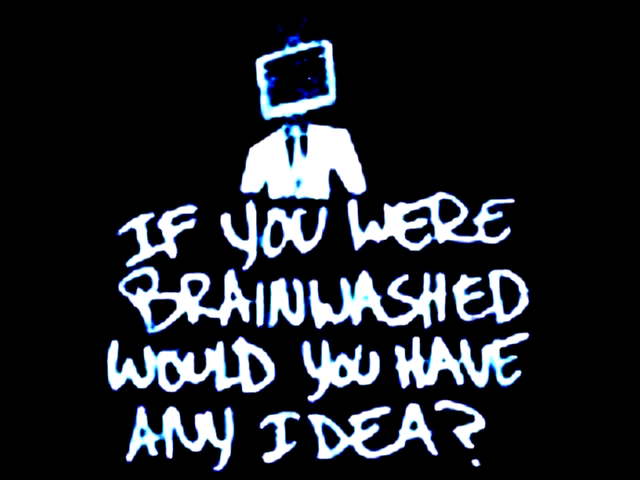 IF YOU WERE
BRAINWASHED
WOULD YOU HAVE
ANY IDEA?